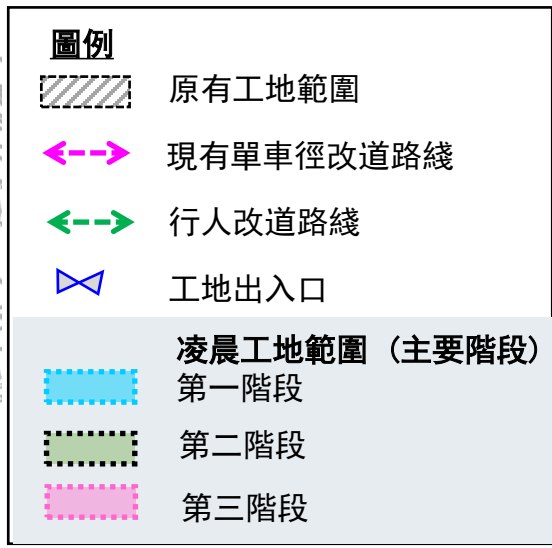 圖例
原有工地範圍
現有單車徑改道路綫
行人改道路綫
工地出入口
凌晨工地範圍（主要階段）
第一階段
第二階段
第三階段